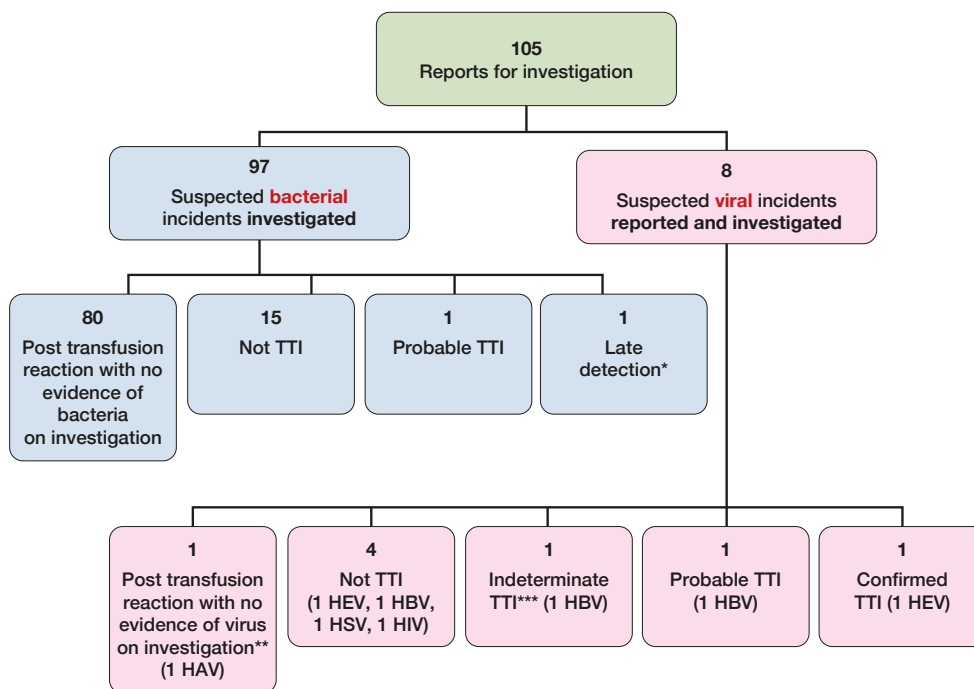 105
Reports for investigation
97
Suspected bacterial
incidents investigated
8
Suspected viral incidents
reported and investigated
80
Post transfusion
reaction with no
evidence of
bacteria
on investigation
15
Not TTI
1
Probable TTI
1
Late
detection*
1
Post transfusion
reaction with no
evidence of virus
on investigation**
(1 HAV)
4
Not TTI
(1 HEV, 1 HBV,
1 HSV, 1 HIV)
1
Indeterminate
TTI*** (1 HBV)
1
Probable TTI
(1 HBV)
1
Confirmed
TTI (1 HEV)